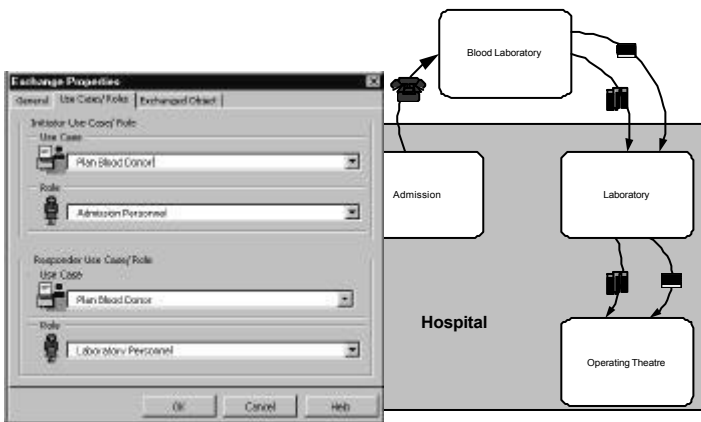 Exchange Properties
General
Use Cases/Roles
Exchanged Object
Initiator Use Case/ Role
Use Case
Plan Blood Donor
Role
Admission Personnel
Responder Use Case/ Role
Use Case
Plan Blood Donor
Role
Laboratory Personnel
OK
Cancel
Help
Blood Laboratory
Admission
Laboratory
Hospital
Operating Theatre